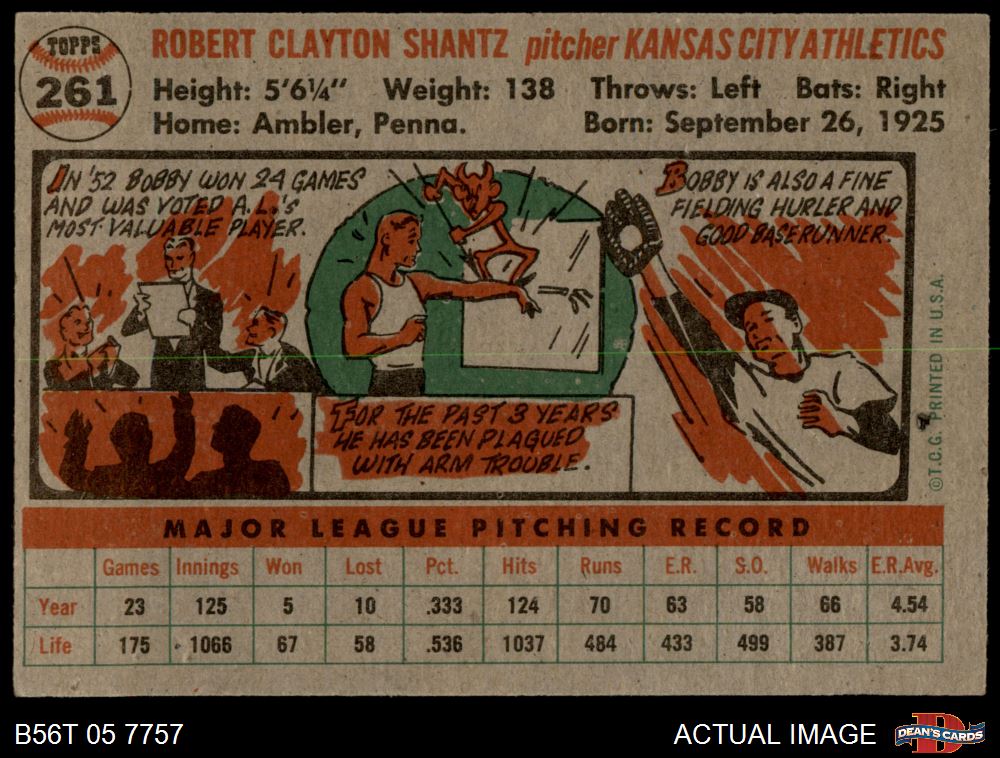 TOPPS
261
ROBERT CLAYTON SHANTZ pitcher KANSAS CITY ATHLETICS
Height: 5'6¼" Weight: 138 Throws: Left Bats: Right
Home: Ambler, Penna. Born: September 26, 1925
IN '52 BOBBY WON 24 GAMES
AND WAS VOTED A.L.'S
MOST VALUABLE PLAYER.
FOR THE PAST 3 YEARS
HE HAS BEEN PLAGUED
WITH ARM TROUBLE.
BOBBY IS ALSO A FINE
FIELDING HURLER AND
GOOD BASERUNNER.
©T.C.G. PRINTED IN U.S.A.
MAJOR LEAGUE PITCHING RECORD
Games Innings Won Lost Pct. Hits Runs E.R. S.O. Walks E.R.Avg.
Year 23 125 5 10 .333 124 70 63 58 66 4.54
Life 175 1066 67 58 .536 1037 484 433 499 387 3.74
B56T 05 7757 ACTUAL IMAGE
D
DEAN'S CARDS